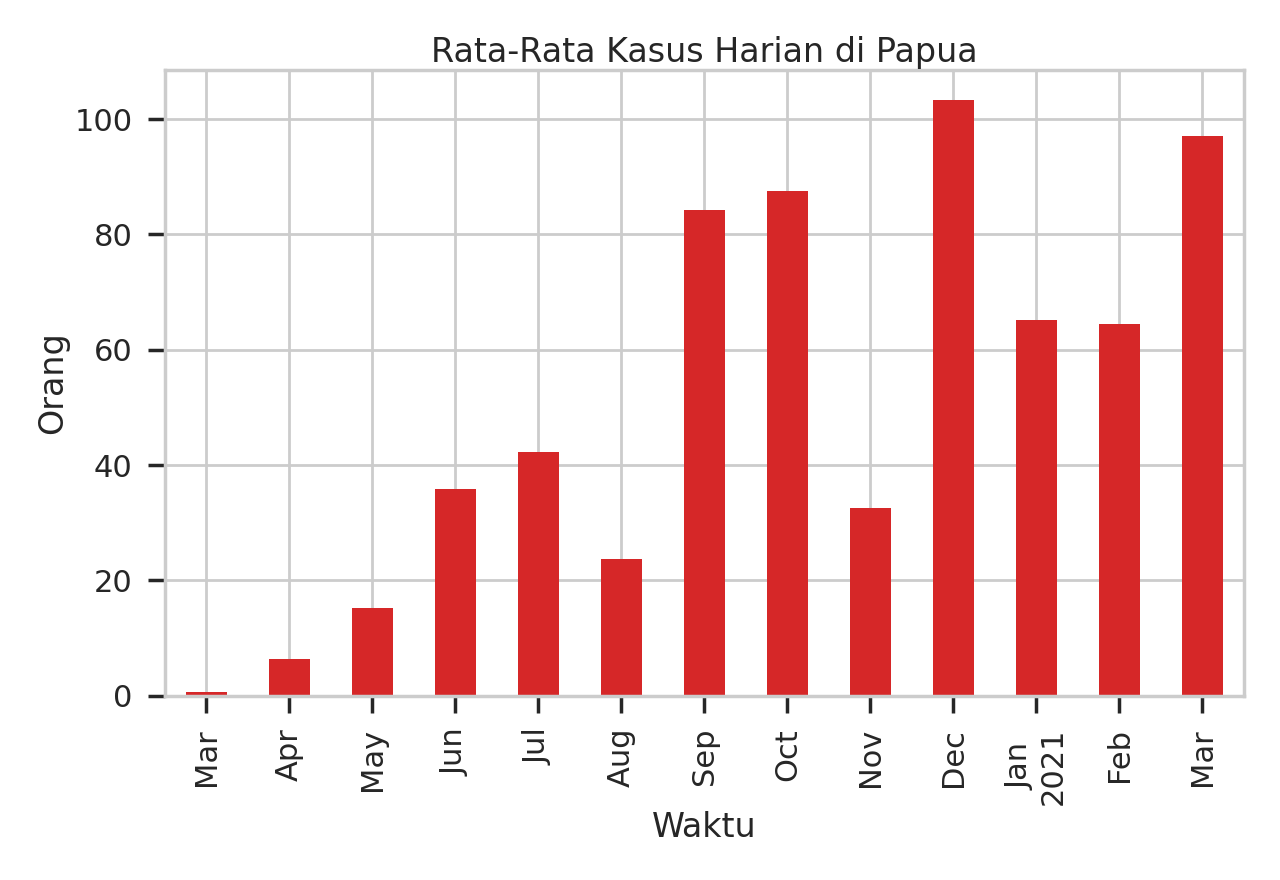 Rata-Rata Kasus Harian di Papua
100
80
60
40
20
0
Orang
Mar
Apr
May
Jun
Jul
Aug
Sep
Oct
Nov
Dec
Jan
2021
Feb
Mar
Waktu